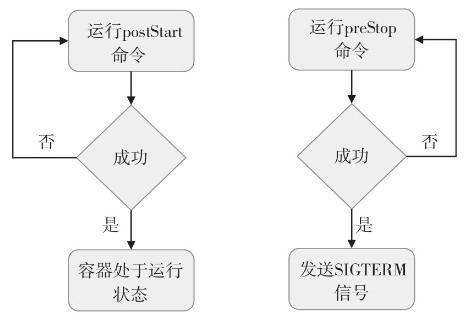 运行postStart
命令
否
成功
是
容器处于运行
状态
运行preStop
命令
否
成功
是
发送SIGTERM
信号